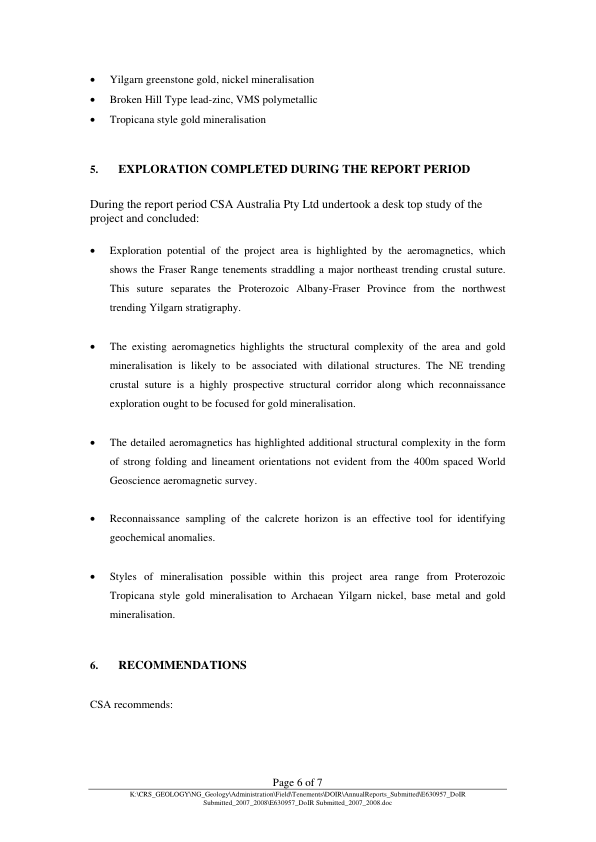 • Yilgarn greenstone gold, nickel mineralisation
• Broken Hill Type lead-zinc, VMS polymetallic
• Tropicana style gold mineralisation
5. EXPLORATION COMPLETED DURING THE REPORT PERIOD
During the report period CSA Australia Pty Ltd undertook a desk top study of the
project and concluded:
• Exploration potential of the project area is highlighted by the aeromagnetics, which
shows the Fraser Range tenements straddling a major northeast trending crustal suture.
This suture separates the Proterozoic Albany-Fraser Province from the northwest
trending Yilgarn stratigraphy.
• The existing aeromagnetics highlights the structural complexity of the area and gold
mineralisation is likely to be associated with dilational structures. The NE trending
crustal suture is a highly prospective structural corridor along which reconnaissance
exploration ought to be focused for gold mineralisation.
• The detailed aeromagnetics has highlighted additional structural complexity in the form
of strong folding and lineament orientations not evident from the 400m spaced World
Geoscience aeromagnetic survey.
• Reconnaissance sampling of the calcrete horizon is an effective tool for identifying
geochemical anomalies.
• Styles of mineralisation possible within this project area range from Proterozoic
Tropicana style gold mineralisation to Archaean Yilgarn nickel, base metal and gold
mineralisation.
6. RECOMMENDATIONS
CSA recommends:
Page 6 of 7
K:\CRS_GEOLOGY\NG_Geology\Administration\Field\Tenements\DOIR\AnnualReports_Submitted\E630957_DoIR
Submitted_2007_2008\E630957_DoIR Submitted_2007_2008.doc